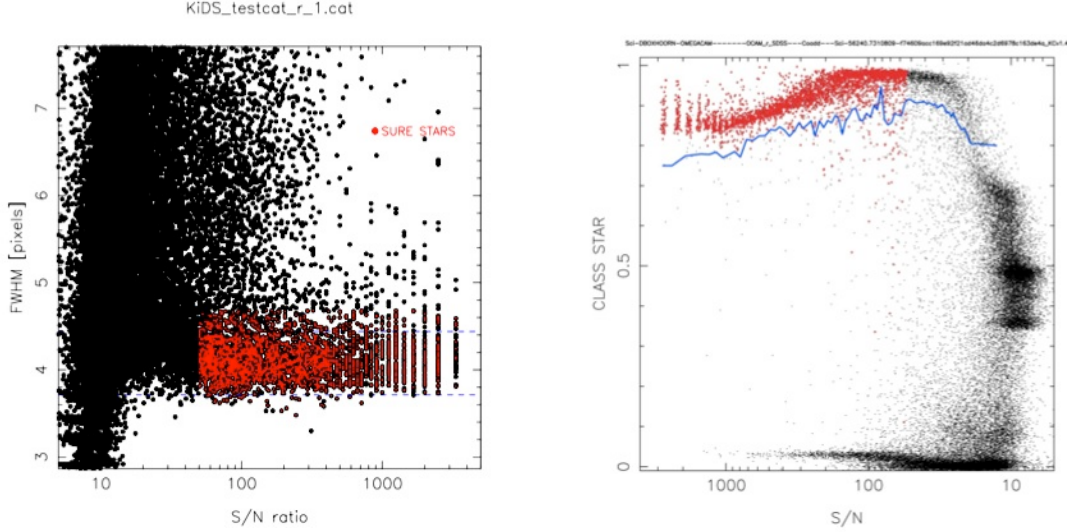 KiDS_testcat_r_1.cat
7
6
5
4
3
FWHM [pixels]
SURE STARS
10
100
1000
S/N ratio
1
0.5
0
CLASS STAR
1000
100
10
S/N